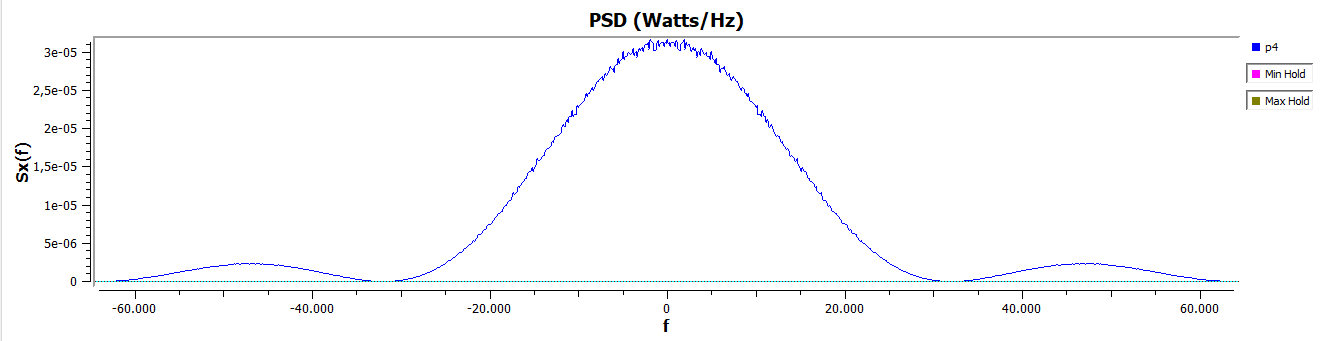 PSD (Watts/Hz)
3e-05
2,5e-05
2e-05
1,5e-05
1e-05
5e-06
0
Sx(f)
-60.000 -40.000 -20.000 0 20.000 40.000 60.000
f
p4
Min Hold
Max Hold